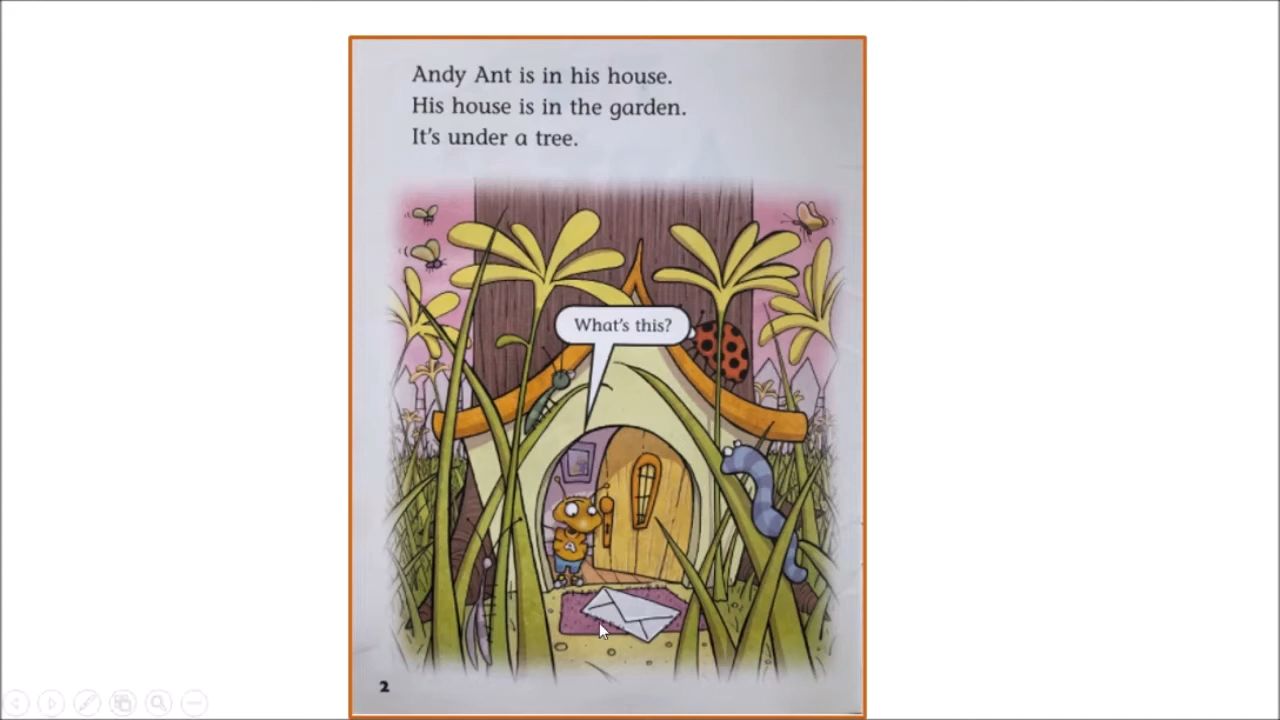 Andy Ant is in his house.
His house is in the garden.
It's under a tree.
What's this?
A
2